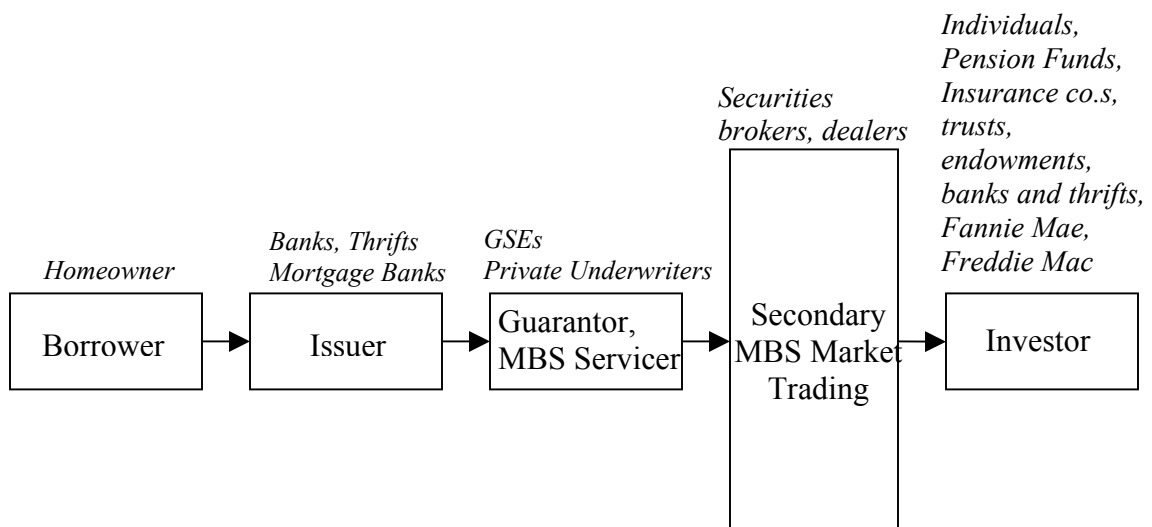 Homeowner
Borrower
Banks, Thrifts
Mortgage Banks
Issuer
GSEs
Private Underwriters
Guarantor,
MBS Servicer
Securities
brokers, dealers
Secondary
MBS Market
Trading
Individuals,
Pension Funds,
Insurance co.s,
trusts,
endowments,
banks and thrifts,
Fannie Mae,
Freddie Mac
Investor